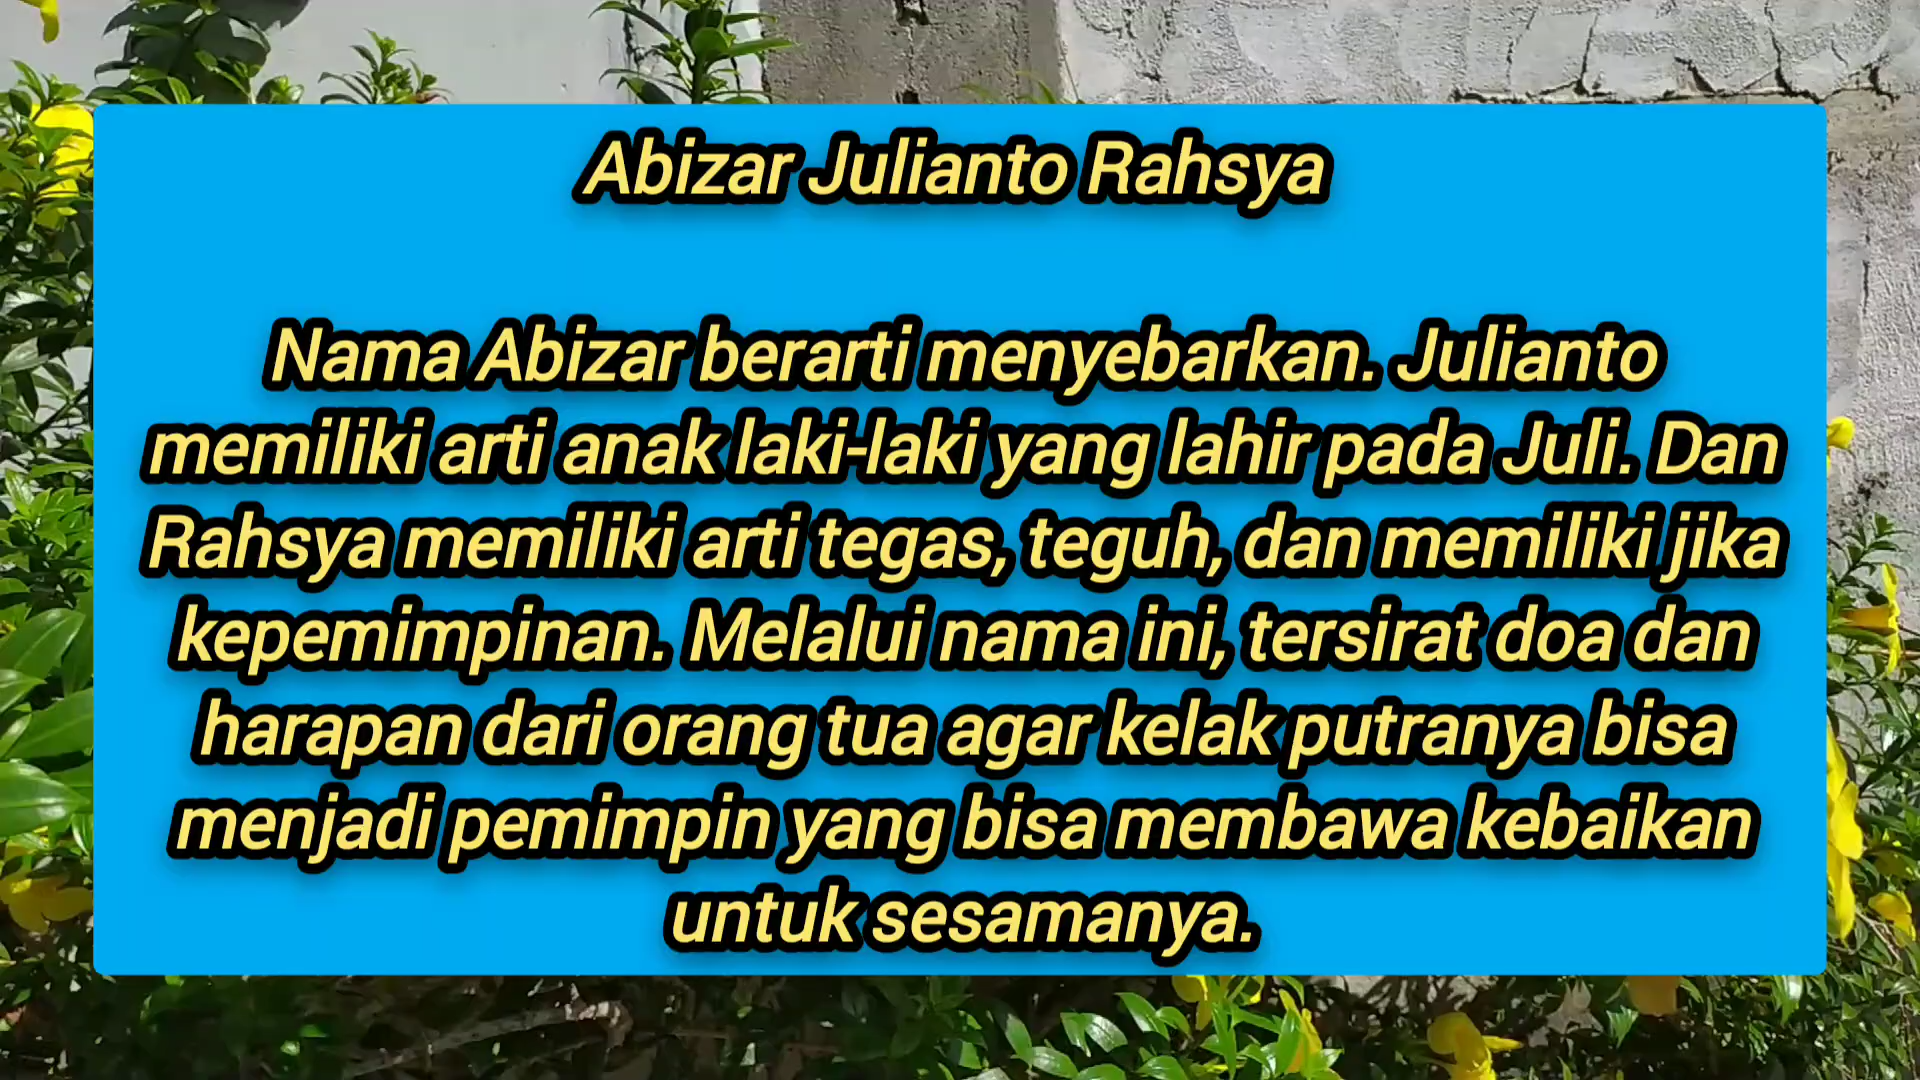 Abizar Julianto Rahsya
Nama Abizar berarti menyebarkan. Julianto
memiliki arti anak laki-laki yang lahir pada Juli. Dan
Rahsya memiliki arti tegas, teguh, dan memiliki jika
kepemimpinan. Melalui nama ini, tersirat doa dan
harapan dari orang tua agar kelak putranya bisa
menjadi pemimpin yang bisa membawa kebaikan
untuk sesamanya.